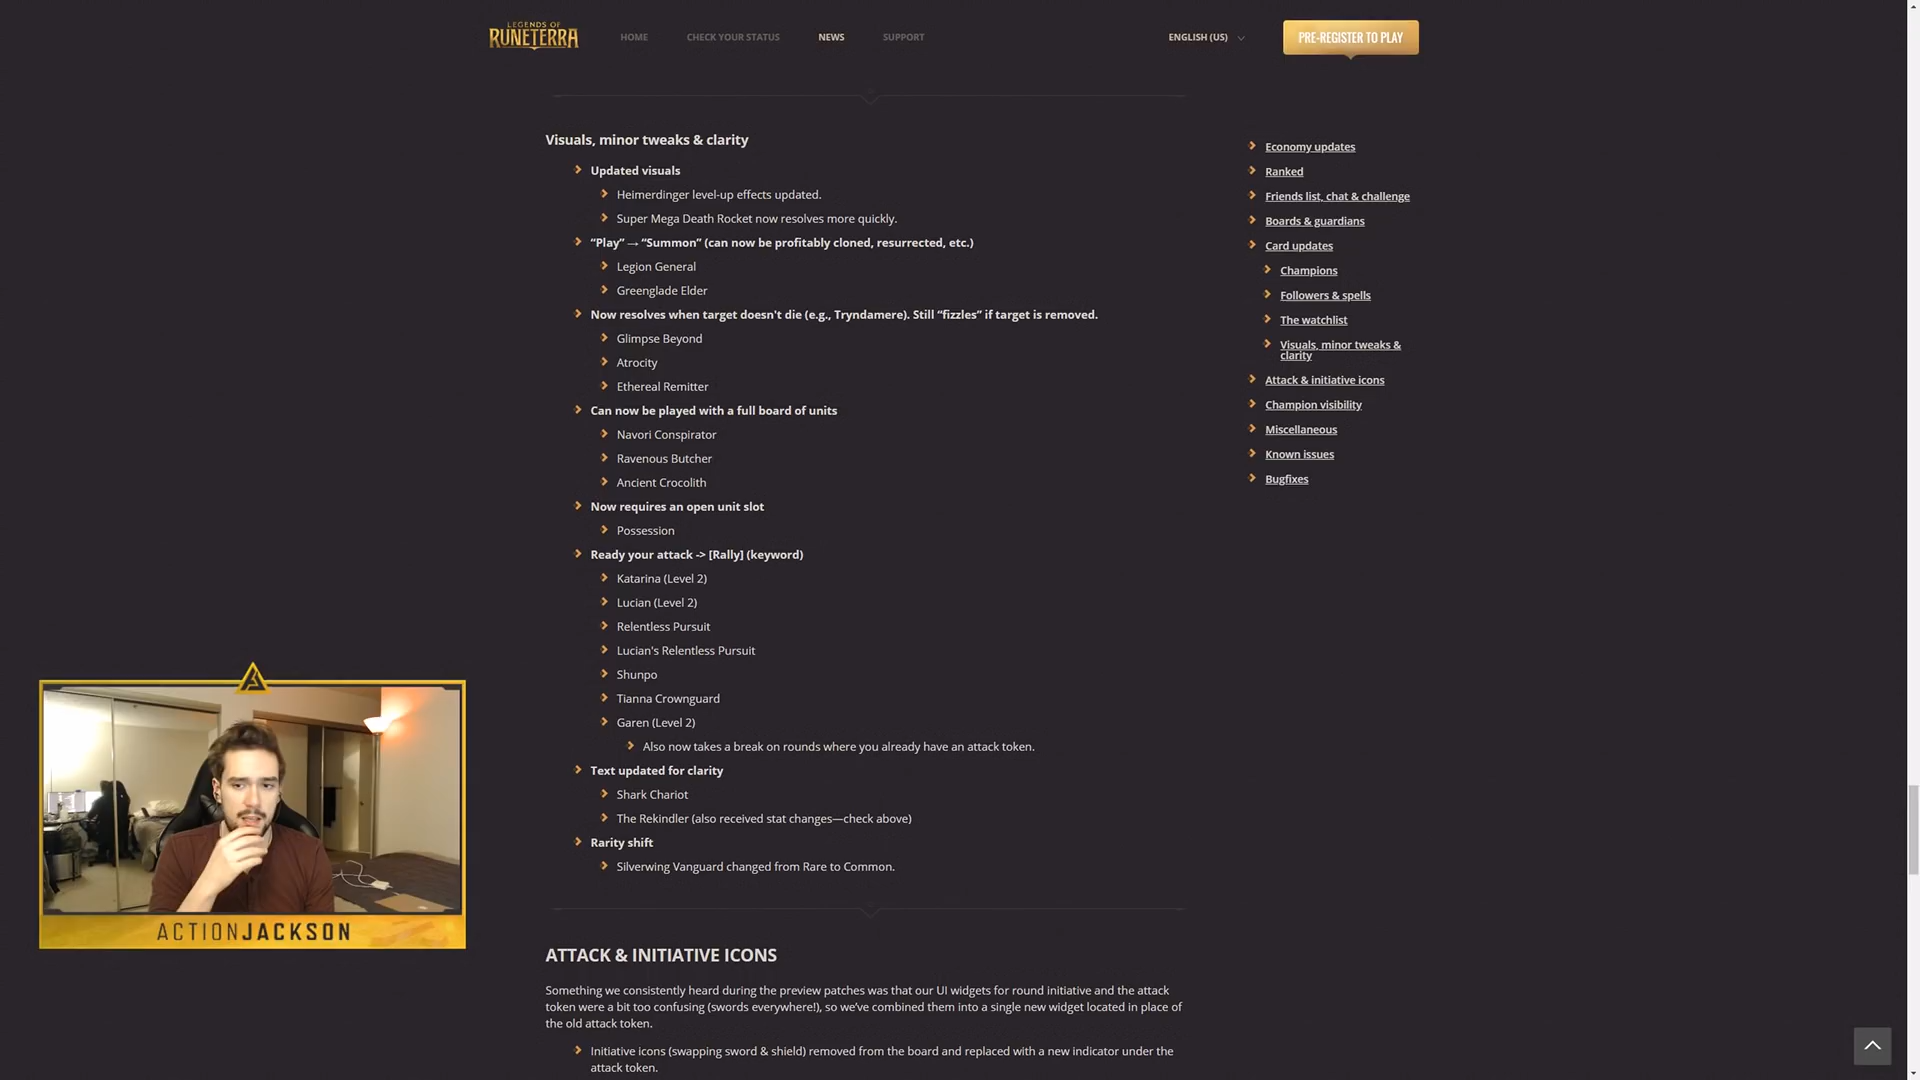 LEGENDS OF
RUNETERRA
HOME
CHECK YOUR STATUS
NEWS
SUPPORT
ENGLISH (US)
PRE-REGISTER TO PLAY
Visuals, minor tweaks & clarity
Updated visuals
Heimerdinger level-up effects updated.
Super Mega Death Rocket now resolves more quickly.
“Play” → “Summon” (can now be profitably cloned, resurrected, etc.)
Legion General
Greenglade Elder
Now resolves when target doesn't die (e.g., Tryndamere). Still “fizzles” if target is removed.
Glimpse Beyond
Atrocity
Ethereal Remitter
Can now be played with a full board of units
Navori Conspirator
Ravenous Butcher
Ancient Crocolith
Now requires an open unit slot
Possession
Ready your attack -> [Rally] (keyword)
Katarina (Level 2)
Lucian (Level 2)
Relentless Pursuit
Lucian's Relentless Pursuit
Shunpo
Tianna Crownguard
Garen (Level 2)
Also now takes a break on rounds where you already have an attack token.
Text updated for clarity
Shark Chariot
The Rekindler (also received stat changes—check above)
Rarity shift
Silverwing Vanguard changed from Rare to Common.
ATTACK & INITIATIVE ICONS
Something we consistently heard during the preview patches was that our UI widgets for round initiative and the attack
token were a bit too confusing (swords everywhere!), so we’ve combined them into a single new widget located in place of
the old attack token.
Initiative icons (swapping sword & shield) removed from the board and replaced with a new indicator under the
attack token.
Economy updates
Ranked
Friends list, chat & challenge
Boards & guardians
Card updates
Champions
Followers & spells
The watchlist
Visuals, minor tweaks &
clarity
Attack & initiative icons
Champion visibility
Miscellaneous
Known issues
Bugfixes
ACTIONJACKSON